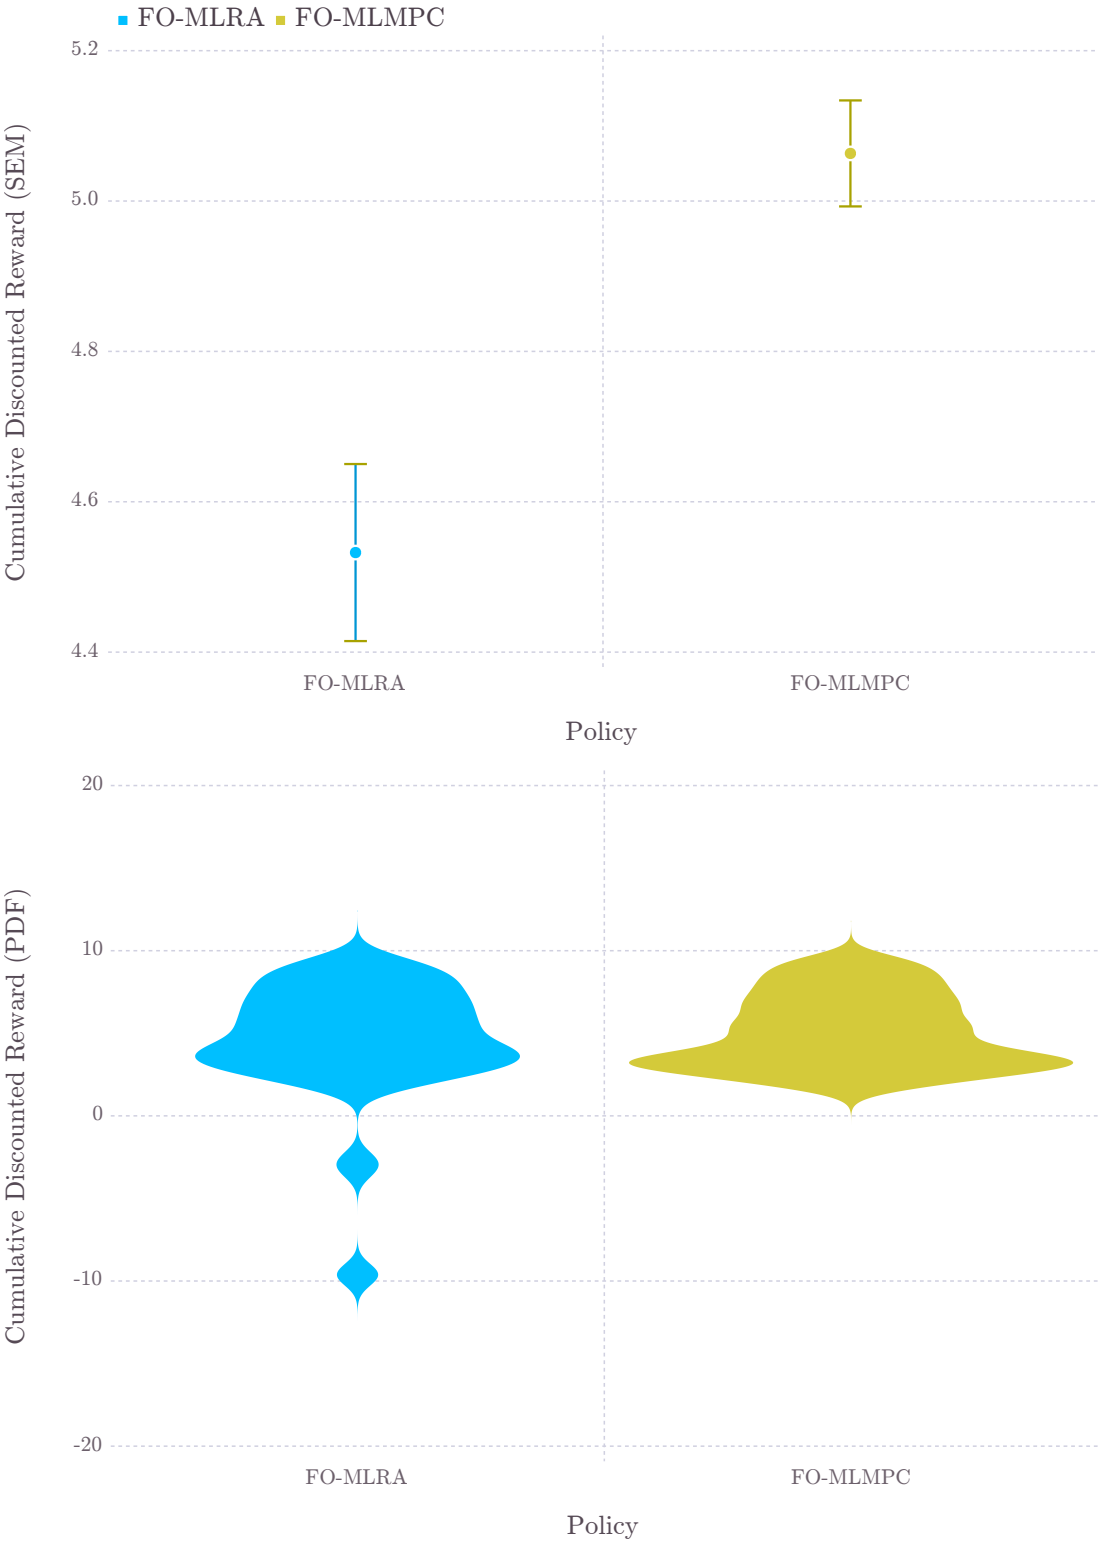 FO-MLRA FO-MLMPC
Cumulative Discounted Reward (SEM)
5.2
5.0
4.8
4.6
4.4
FO-MLRA FO-MLMPC
Policy
Cumulative Discounted Reward (PDF)
20
10
0
-10
-20
FO-MLRA FO-MLMPC
Policy